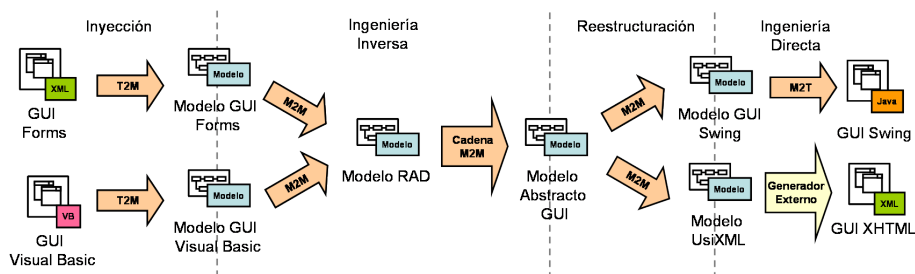 Inyección
Ingeniería
Inversa
Reestructuración
Ingeniería
Directa
XML
GUI
Forms
T2M
Modelo
Modelo GUI
Forms
M2M
VB
GUI
Visual Basic
T2M
Modelo
Modelo GUI
Visual Basic
M2M
Modelo
Modelo RAD
Cadena
M2M
Modelo
Modelo
Abstracto
GUI
M2M
Modelo
Modelo GUI
Swing
M2T
Java
GUI Swing
M2M
Modelo
Modelo
UsiXML
Generador
Externo
XML
GUI XHTML